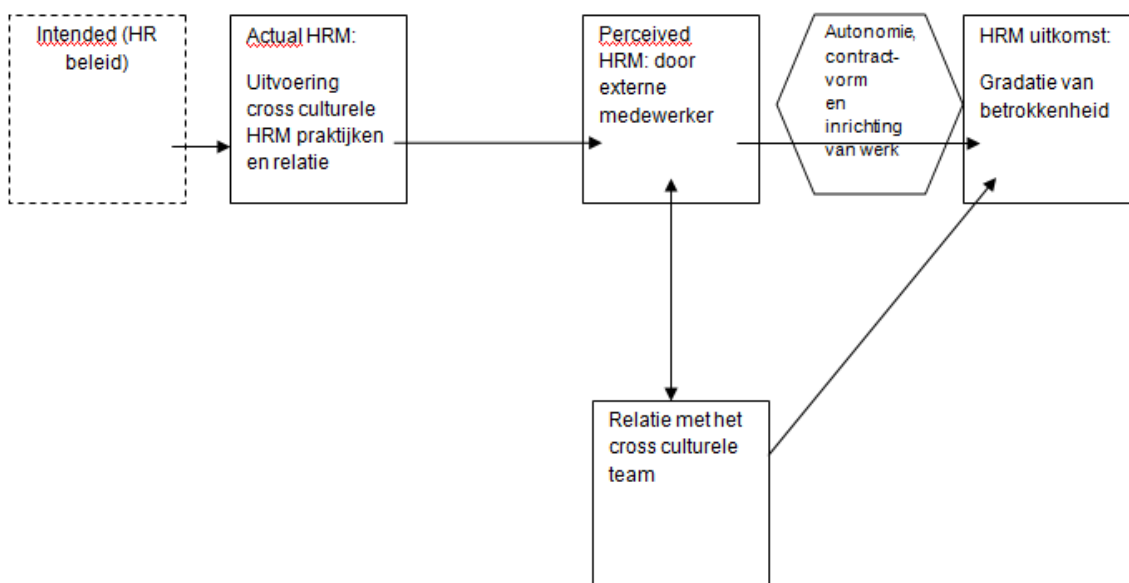 Intended (HR
beleid)
Actual HRM:
Uitvoering
cross culturele
HRM praktijken
en relatie
Perceived
HRM: door
externe
medewerker
Autonomie,
contract-
vorm
en
inrichting
van werk
HRM uitkomst:
Gradatie van
betrokkenheid
Relatie met het
cross culturele
team